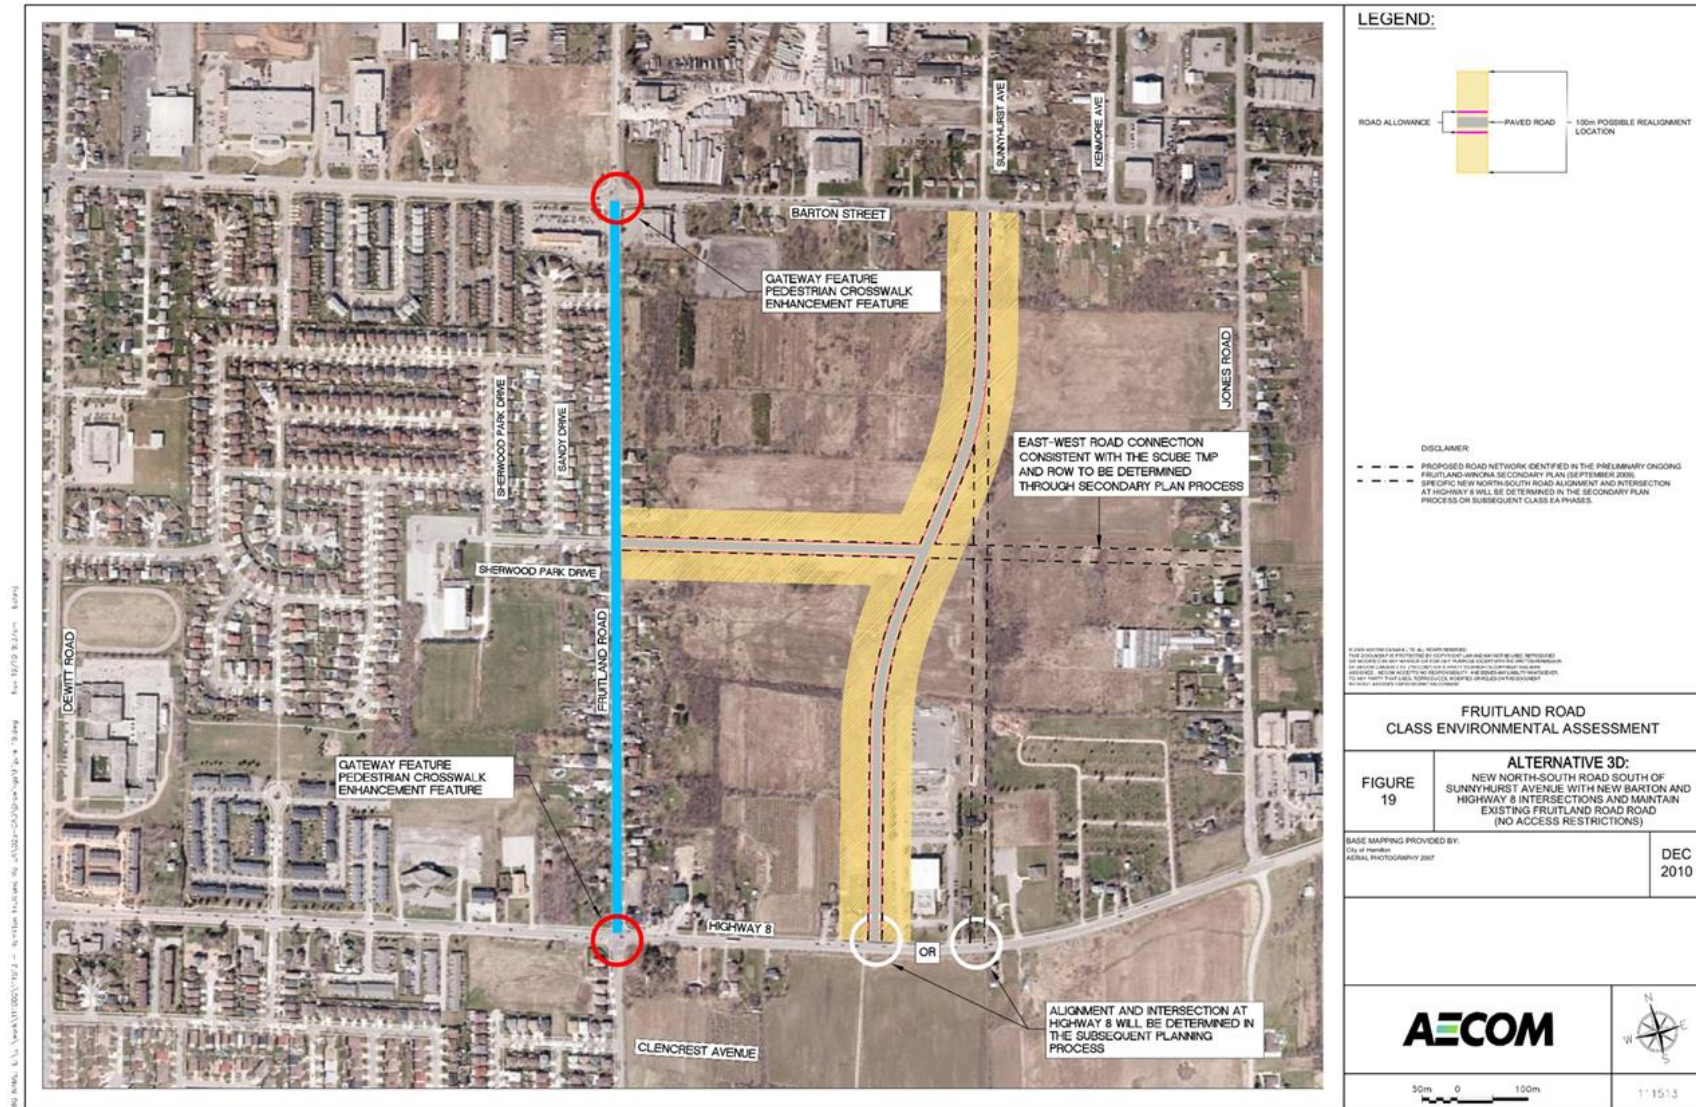 SUNNYHURST AVE
KENMORE AVE
BARTON STREET
GATEWAY FEATURE
PEDESTRIAN CROSSWALK
ENHANCEMENT FEATURE
JONES ROAD
SHERWOOD PARK DRIVE
SANDY DRIVE
EAST-WEST ROAD CONNECTION
CONSISTENT WITH THE SCUBE TMP
AND ROW TO BE DETERMINED
THROUGH SECONDARY PLAN PROCESS
SHERWOOD PARK DRIVE
DEWITT ROAD
FRUITLAND ROAD
GATEWAY FEATURE
PEDESTRIAN CROSSWALK
ENHANCEMENT FEATURE
HIGHWAY 8
OR
ALIGNMENT AND INTERSECTION AT
HIGHWAY 8 WILL BE DETERMINED IN
THE SUBSEQUENT PLANNING
PROCESS
CLENCREST AVENUE
LEGEND:
ROAD ALLOWANCE
PAVED ROAD
100m POSSIBLE REALIGNMENT
LOCATION
DISCLAIMER:
PROPOSED ROAD NETWORK IDENTIFIED IN THE PRELIMINARY ONGOING
FRUITLAND-WINONA SECONDARY PLAN (SEPTEMBER 2009).
SPECIFIC NEW NORTH-SOUTH ROAD ALIGNMENT AND INTERSECTION
AT HIGHWAY 8 WILL BE DETERMINED IN THE SECONDARY PLAN
PROCESS OR SUBSEQUENT CLASS EA PHASES.
FRUITLAND ROAD
CLASS ENVIRONMENTAL ASSESSMENT
FIGURE
19
ALTERNATIVE 3D:
NEW NORTH-SOUTH ROAD SOUTH OF
SUNNYHURST AVENUE WITH NEW BARTON AND
HIGHWAY 8 INTERSECTIONS AND MAINTAIN
EXISTING FRUITLAND ROAD ROAD
(NO ACCESS RESTRICTIONS)
BASE MAPPING PROVIDED BY:
City of Hamilton
AERIAL PHOTOGRAPHY 2007
DEC
2010
AECOM
N
W
E
S
50m 0 100m
111513